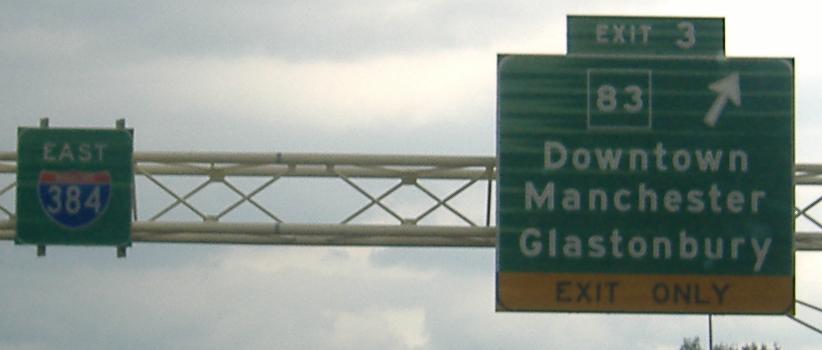 EAST
384
EXIT 3
83
Downtown
Manchester
Glastonbury
EXIT ONLY